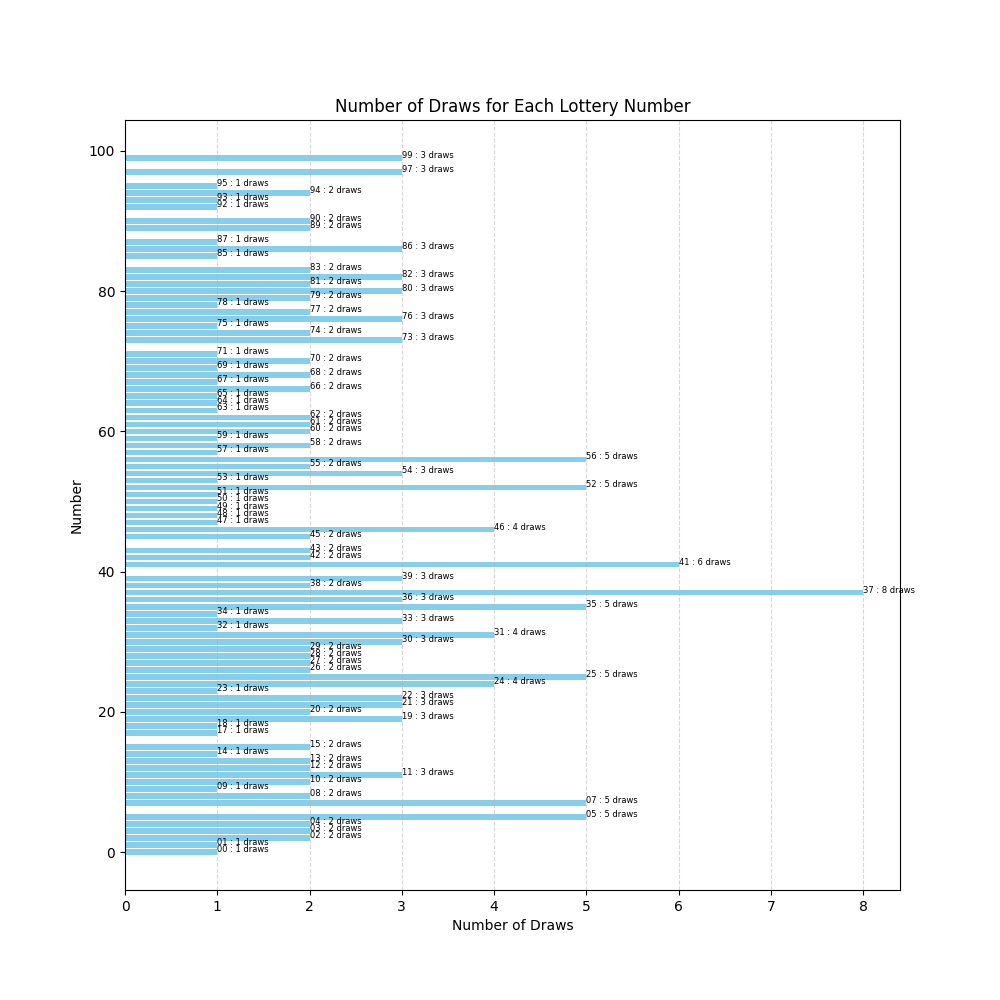 Number of Draws for Each Lottery Number
100
80
60
40
20
0
Number
99 : 3 draws
97 : 3 draws
95 : 1 draws
94 : 2 draws
93 : 1 draws
92 : 1 draws
90 : 2 draws
89 : 2 draws
87 : 1 draws
86 : 3 draws
85 : 1 draws
83 : 2 draws
82 : 3 draws
81 : 2 draws
80 : 3 draws
79 : 2 draws
78 : 1 draws
77 : 2 draws
76 : 3 draws
75 : 1 draws
74 : 2 draws
73 : 3 draws
71 : 1 draws
70 : 2 draws
69 : 1 draws
68 : 2 draws
67 : 1 draws
66 : 2 draws
65 : 1 draws
64 : 1 draws
63 : 1 draws
62 : 2 draws
61 : 2 draws
60 : 2 draws
59 : 1 draws
58 : 2 draws
57 : 1 draws
56 : 5 draws
55 : 2 draws
54 : 3 draws
53 : 1 draws
52 : 5 draws
51 : 1 draws
50 : 1 draws
49 : 1 draws
48 : 1 draws
47 : 1 draws
46 : 4 draws
45 : 2 draws
43 : 2 draws
42 : 2 draws
41 : 6 draws
39 : 3 draws
38 : 2 draws
37 : 8 draws
36 : 3 draws
35 : 5 draws
34 : 1 draws
33 : 3 draws
32 : 1 draws
31 : 4 draws
30 : 3 draws
29 : 2 draws
28 : 2 draws
27 : 2 draws
26 : 2 draws
25 : 5 draws
24 : 4 draws
23 : 1 draws
22 : 3 draws
21 : 3 draws
20 : 2 draws
19 : 3 draws
18 : 1 draws
17 : 1 draws
15 : 2 draws
14 : 1 draws
13 : 2 draws
12 : 2 draws
11 : 3 draws
10 : 2 draws
09 : 1 draws
08 : 2 draws
07 : 5 draws
05 : 5 draws
04 : 2 draws
03 : 2 draws
02 : 2 draws
01 : 1 draws
00 : 1 draws
0 1 2 3 4 5 6 7 8
Number of Draws